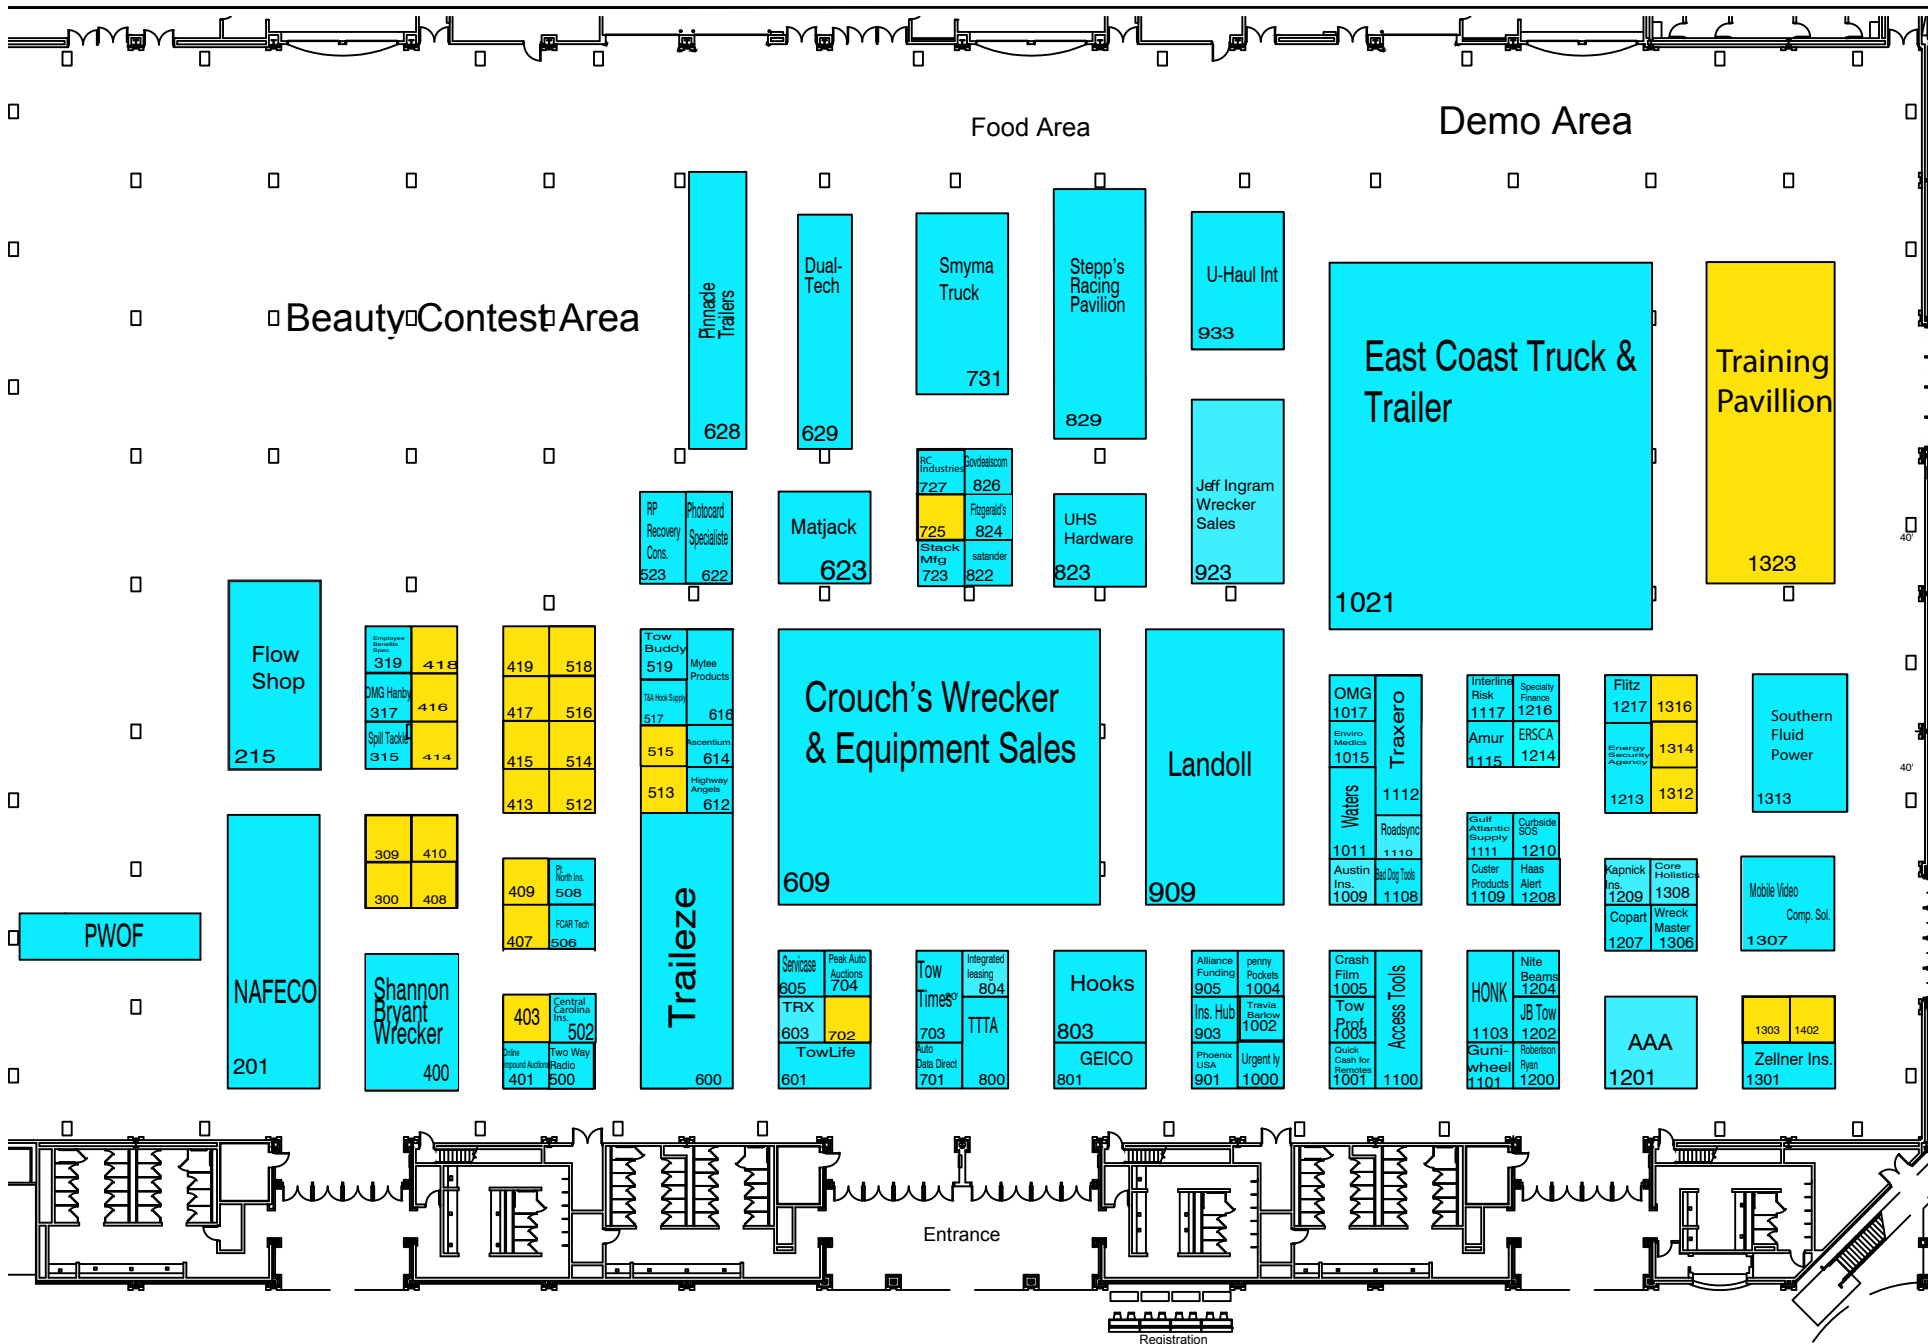 Food Area
Demo Area
Beauty Contest Area
Pinnacle
Trailers
628
Dual-
Tech
629
Smyma
Truck
731
Stepp's
Racing
Pavilion
829
U-Haul Int
933
East Coast Truck &
Trailer
1021
Training
Pavillion
1323
RC
Industries
727
Govdealscom
826
725
Fitzgerald's
824
Stack
Mfg
723
satander
822
Jeff Ingram
Wrecker
Sales
923
RP
Recovery
Cons.
523
Photocard
Specialiste
622
Matjack
623
UHS
Hardware
823
40'
Flow
Shop
215
Employee
Benefits
Spec
319
418
OMG Hanby
317
416
Spill Tackle
315
414
419
518
417
516
415
514
413
512
Tow
Buddy
519
Mytee
Products
616
T&A Hook Supply
517
515
Ascentium
614
513
Highway
Angels
612
Crouch's Wrecker
& Equipment Sales
609
Landoll
909
OMG
1017
Traxero
1112
Enviro
Medics
1015
Waters
1011
Roadsync
1110
Austin
Ins.
1009
Bad Dog Tools
1108
Interline
Risk
1117
Specialty
Finance
1216
Amur
1115
ERSCA
1214
Flitz
1217
1316
Energy
Security
Agency
1213
1314
1312
Southern
Fluid
Power
1313
40'
Gulf
Atlantic
Supply
1111
Curbside
SOS
1210
Custer
Products
1109
Haas
Alert
1208
Kapnick
Ins.
1209
Core
Holistics
1308
Copart
1207
Wreck
Master
1306
Mobile Video
Comp. Sol.
1307
309
410
300
408
409
Pt.
North Ins.
508
407
FCAR Tech
506
PWOF
NAFECO
201
Shannon
Bryant
Wrecker
400
403
Central
Carolina
Ins.
502
Online
Impound Auctions
401
Two Way
Radio
500
Traileze
600
Servicase
605
Peak Auto
Auctions
704
TRX
603
702
TowLife
601
Tow
Times
703
Integrated
leasing
804
TTTA
800
Auto
Data Direct
701
Hooks
803
GEICO
801
Alliance
Funding
905
penny
Pockets
1004
Ins. Hub
903
Travia
Barlow
1002
Phoenix
USA
901
Urgent ly
1000
Crash
Film
1005
Access Tools
1100
Tow
Prof.
1003
Quick
Cash for
Remotes
1001
HONK
1103
Nite
Beams
1204
JB Tow
1202
Guni-
wheel
1101
Robertson
Ryan
1200
AAA
1201
1303
1402
Zellner Ins.
1301
Entrance
Registration